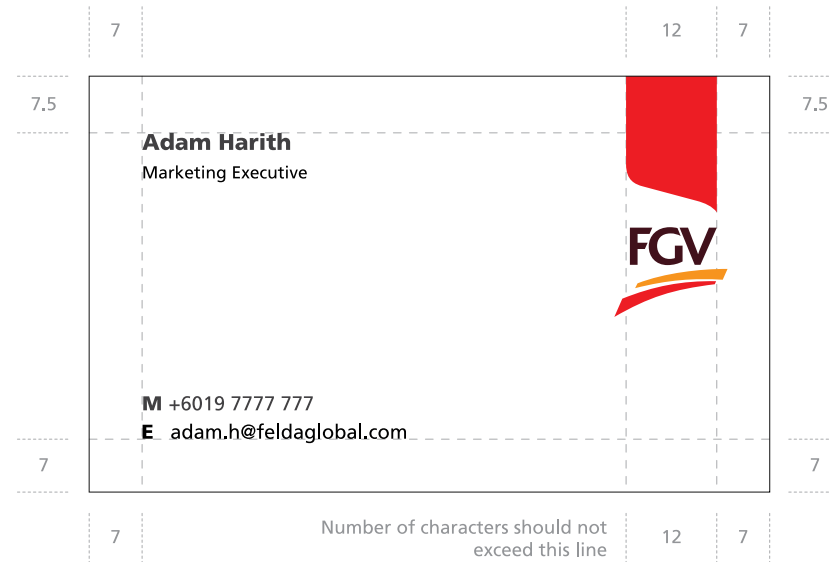 7 12 7
7.5 7.5
Adam Harith
Marketing Executive
FGV
M +6019 7777 777
E adam.h@feldaglobal.com
7 7
7 Number of characters should not 12 7
exceed this line